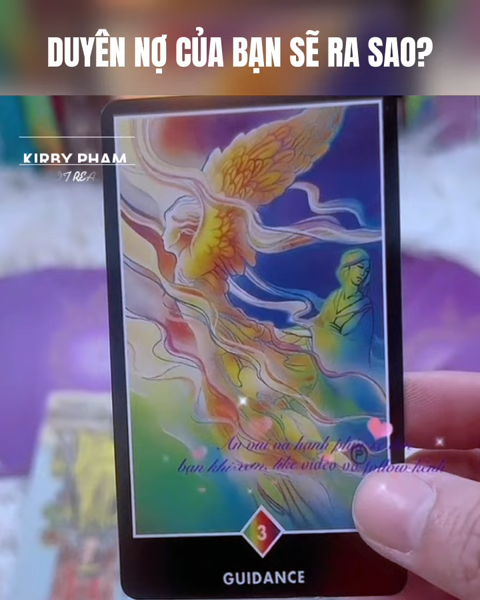 DUYÊN NỢ CỦA BẠN SẼ RA SAO?
KIRBY PHAM
An vui và hạnh
bạn khi xem, like video và follow kênh
3
GUIDANCE